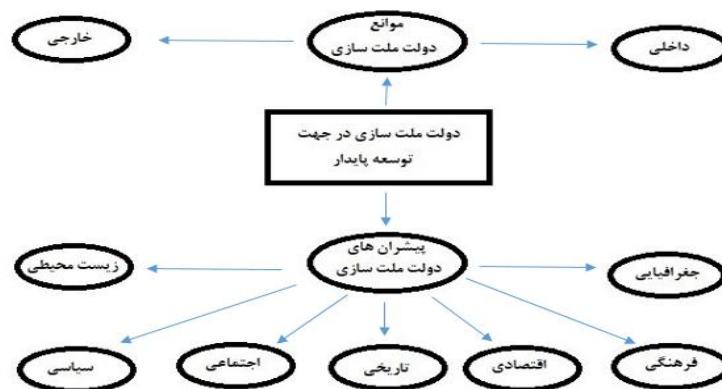 موانع
دولت ملت سازی
داخلی
خارجی
دولت ملت سازی در جهت
توسعه پایدار
پیشران های
دولت ملت سازی
جغرافیایی
زیست محیطی
فرهنگی
اقتصادی
تاریخی
اجتماعی
سیاسی